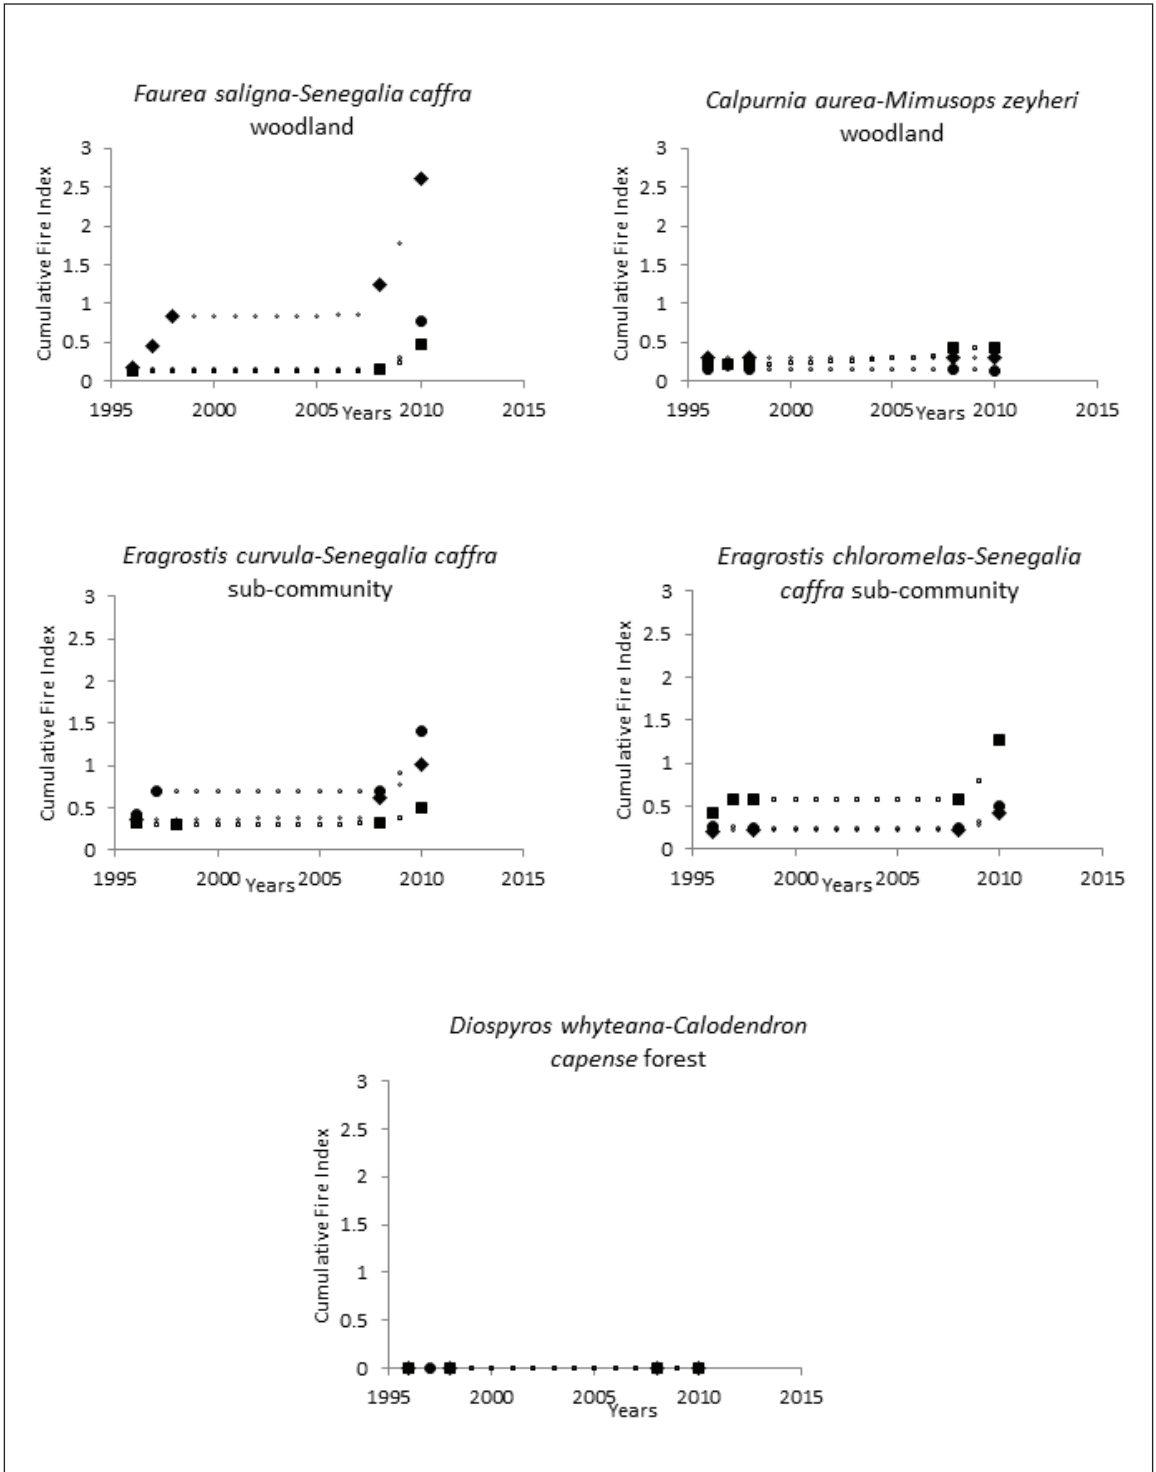 Faurea saligna-Senegalia caffra
woodland
Cumulative Fire Index
3
2.5
2
1.5
1
0.5
0
1995 2000 2005 2010 2015
Years
Calpurnia aurea-Mimusops zeyheri
woodland
Cumulative Fire Index
3
2.5
2
1.5
1
0.5
0
1995 2000 2005 2010 2015
Years
Eragrostis curvula-Senegalia caffra
sub-community
Cumulative Fire Index
3
2.5
2
1.5
1
0.5
0
1995 2000 2005 2010 2015
Years
Eragrostis chloromelas-Senegalia
caffra sub-community
Cumulative Fire Index
3
2.5
2
1.5
1
0.5
0
1995 2000 2005 2010 2015
Years
Diospyros whyteana-Calodendron
capense forest
Cumulative Fire Index
3
2.5
2
1.5
1
0.5
0
1995 2000 2005 2010 2015
Years